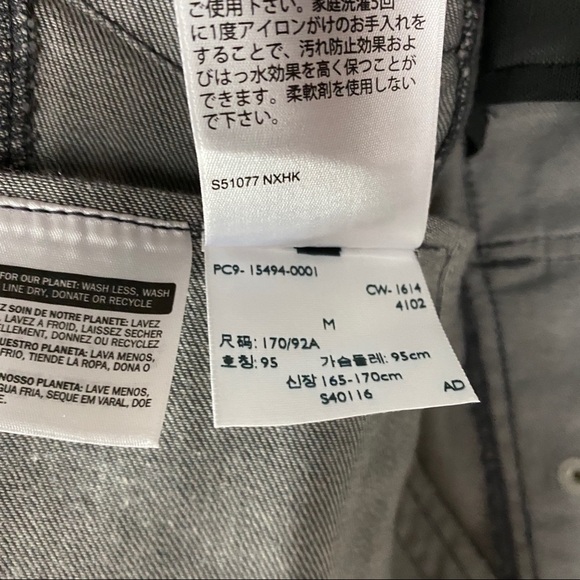 ご使用下さい。家庭洗濯5回
に1度アイロンがけのお手入れを
することで、汚れ防止効果およ
びはっ水効果を高く保つことが
できます。柔軟剤を使用しない
で下さい。
S51077 NXHK
PC9- 15494-0001
CW- 1614
4102
M
尺码: 170/92A
호칭: 95 가슴둘레: 95cm
신장 165-170cm
S40116
AD
FOR OUR PLANET: WASH LESS, WASH
LINE DRY, DONATE OR RECYCLE
SOIN DE NOTRE PLANETE: LAVEZ
LAVEZ A FROID, LAISSEZ SECHER
DONNEZ OU RECYCLEZ
NUESTRO PLANETA: LAVA MENOS,
FRIO, TIENDE LA ROPA, DONA O
NOSSO PLANETA: LAVE MENOS,
FRIA, SEQUE EM VARAL, DOE